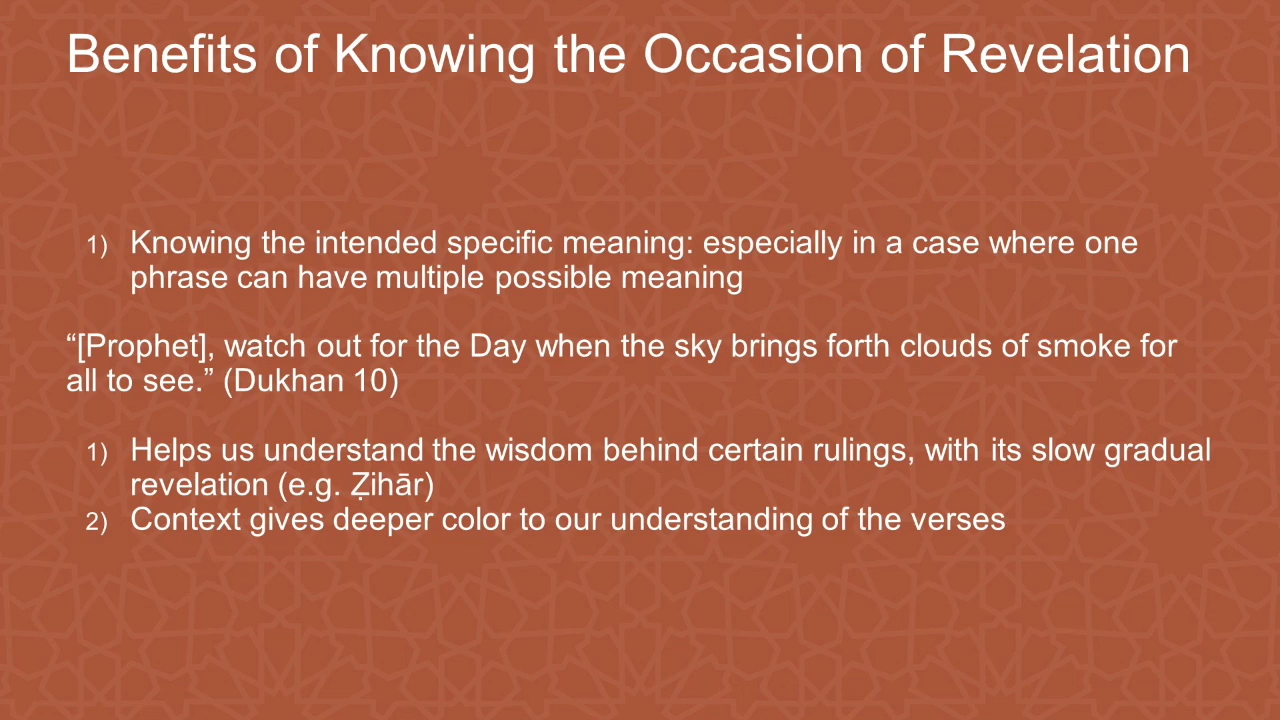 Benefits of Knowing the Occasion of Revelation
1) Knowing the intended specific meaning: especially in a case where one
phrase can have multiple possible meaning
“[Prophet], watch out for the Day when the sky brings forth clouds of smoke for
all to see.” (Dukhan 10)
1) Helps us understand the wisdom behind certain rulings, with its slow gradual
revelation (e.g. Ẓihār)
2) Context gives deeper color to our understanding of the verses